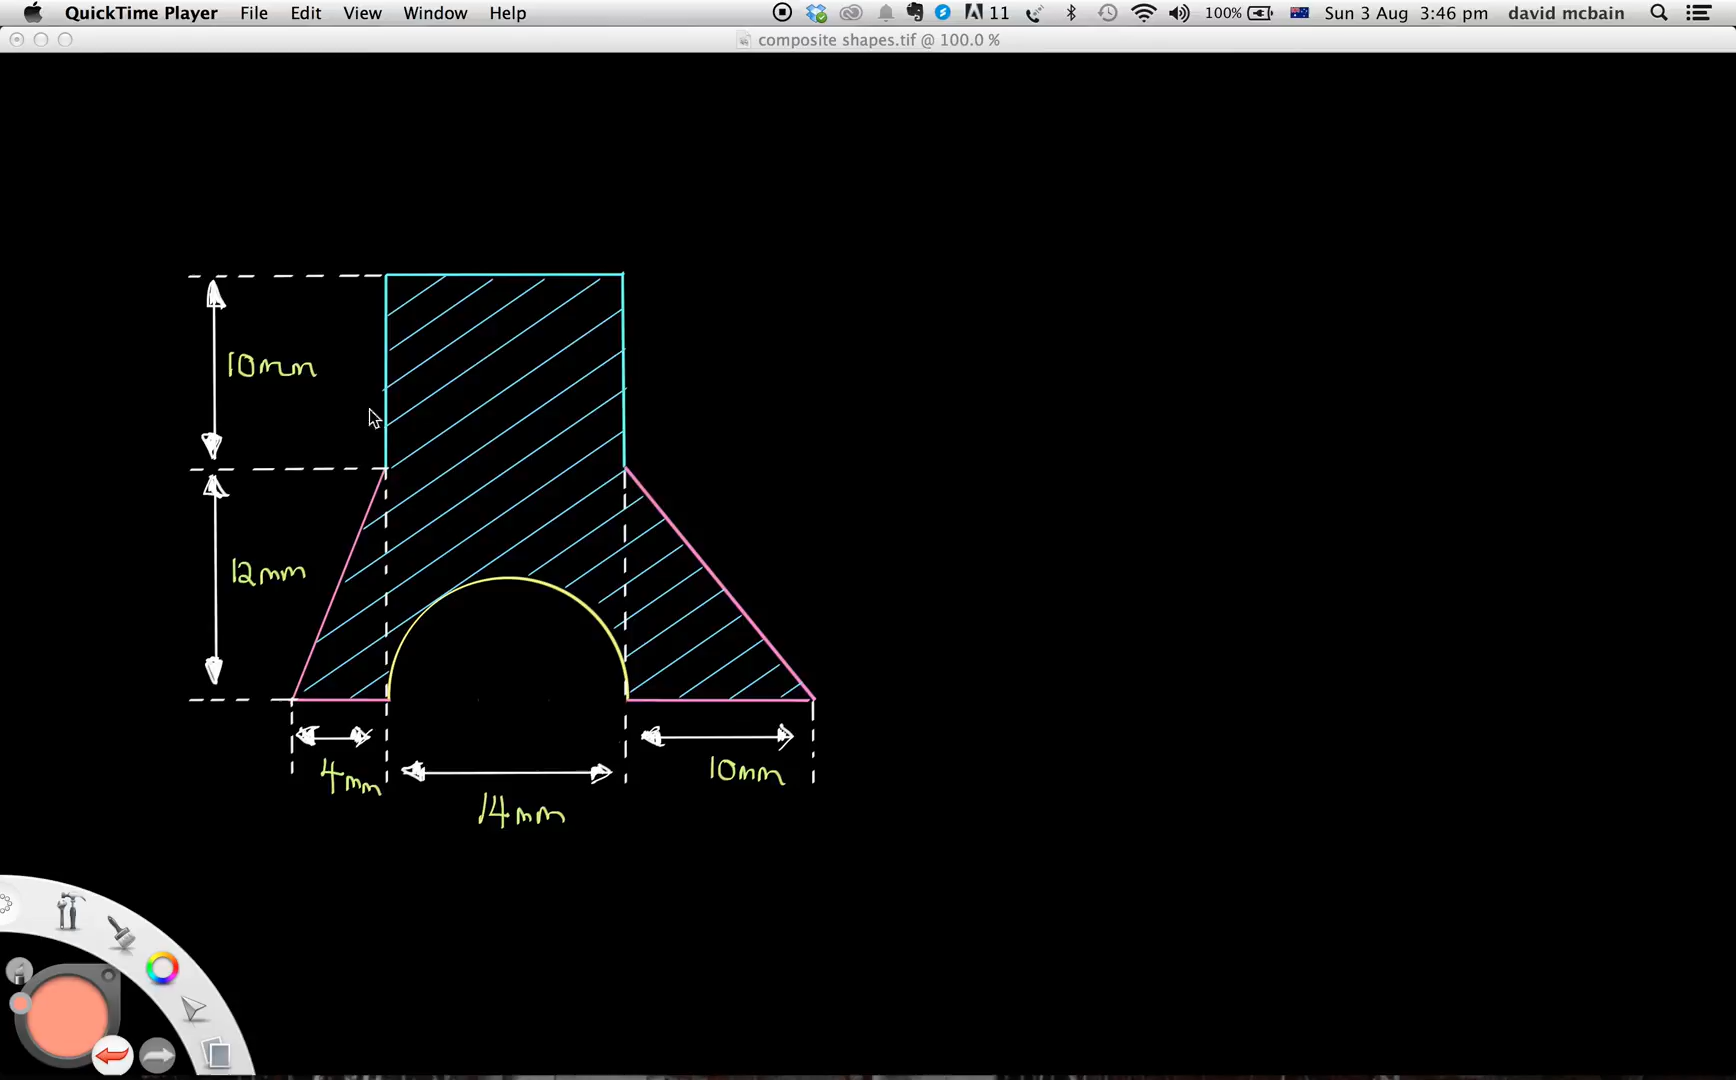 QuickTime Player File Edit View Window Help 11 100% Sun 3 Aug 3:46 pm david mcbain
composite shapes.tif @ 100.0 %
10mm
12mm
4mm
14mm
10mm